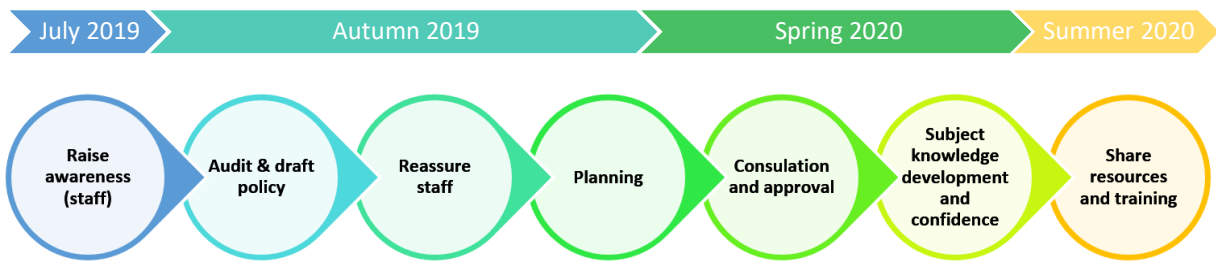 July 2019
Autumn 2019
Spring 2020
Summer 2020
Raise
awareness
(staff)
Audit & draft
policy
Reassure
staff
Planning
Consulation
and approval
Subject
knowledge
development
and
confidence
Share
resources
and training